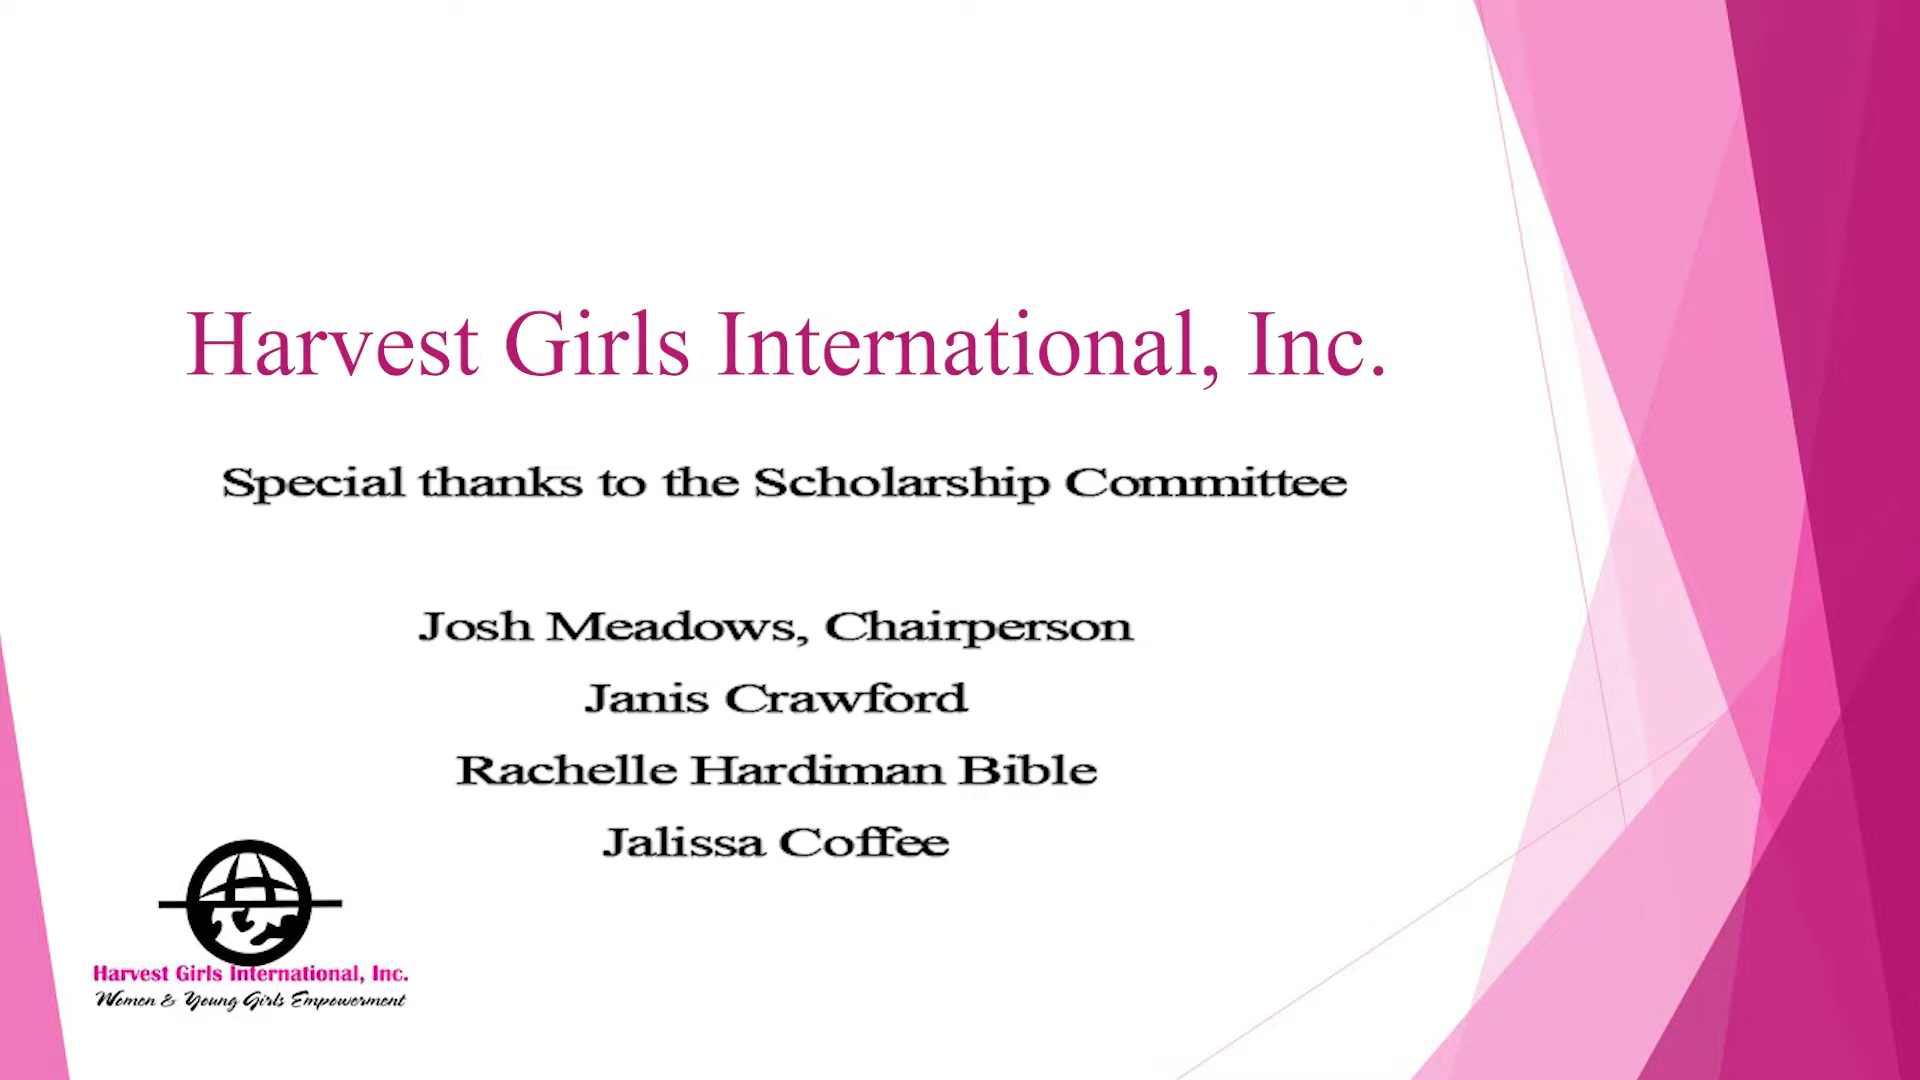 Harvest Girls International, Inc.
Special thanks to the Scholarship Committee
Josh Meadows, Chairperson
Janis Crawford
Rachelle Hardiman Bible
Jalissa Coffee
Harvest Girls International, Inc.
Women & Young Girls Empowerment